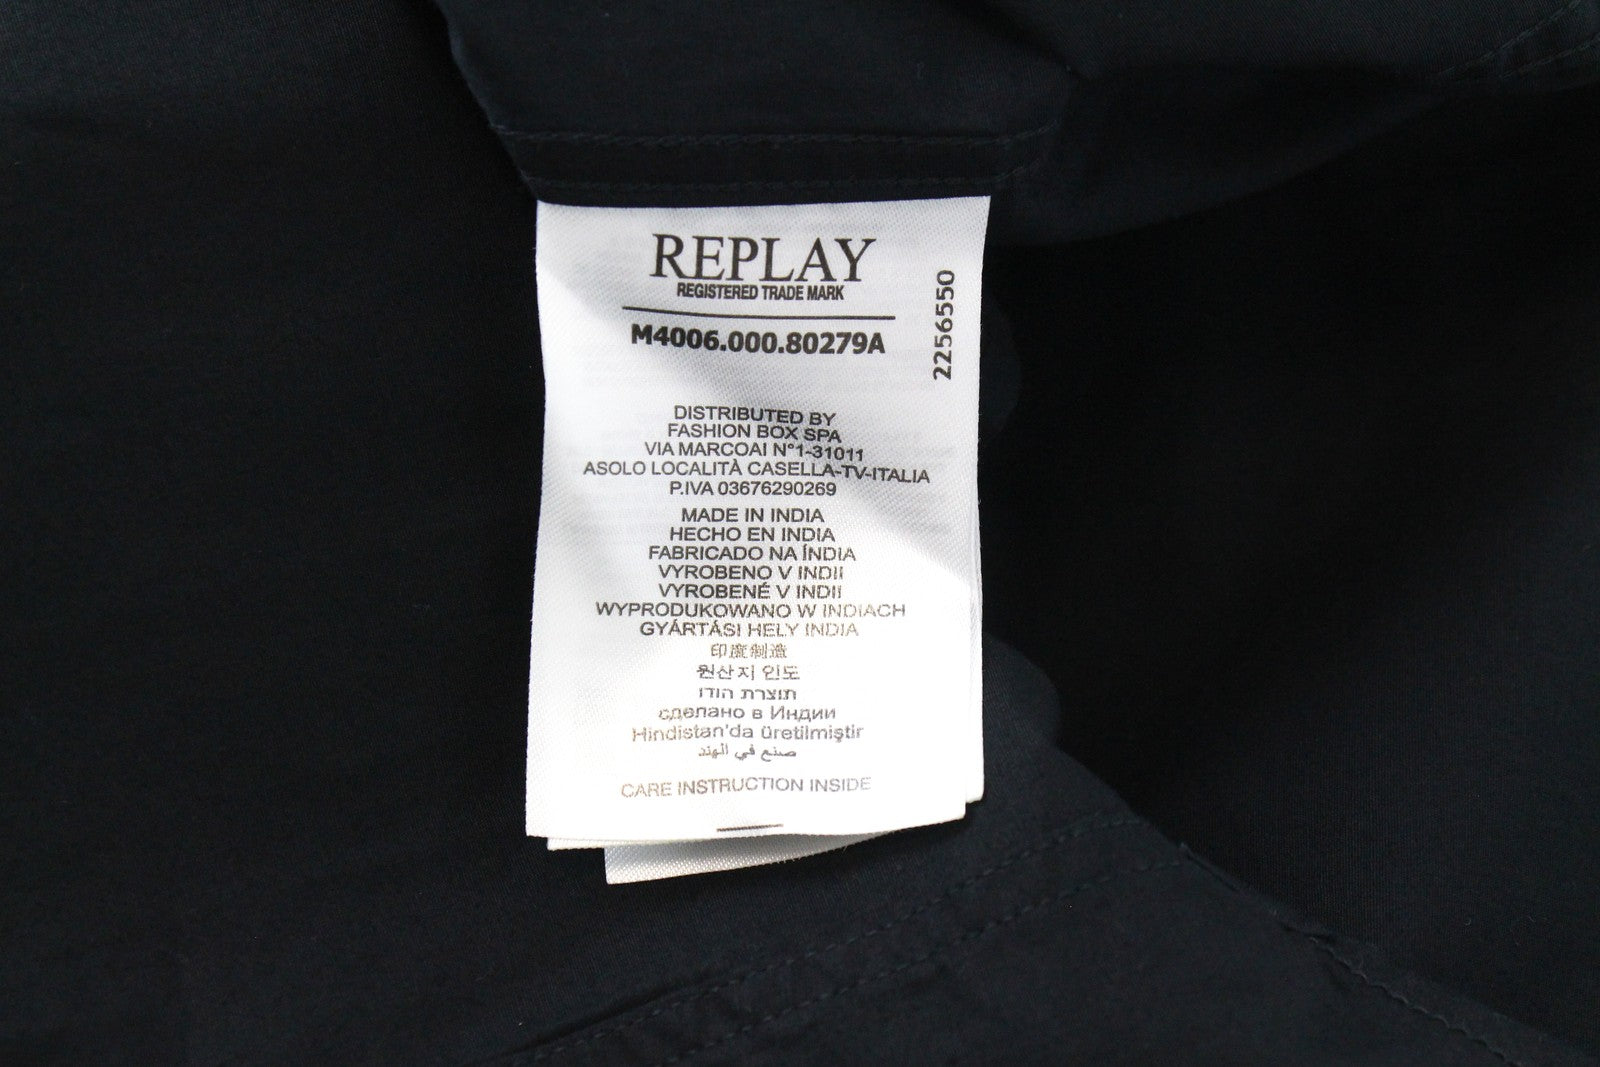 REPLAY
REGISTERED TRADE MARK
M4006.000.80279A
2256550
DISTRIBUTED BY
FASHION BOX SPA
VIA MARCOAI N°1-31011
ASOLO LOCALITÀ CASELLA-TV-ITALIA
P.IVA 03676290269
MADE IN INDIA
HECHO EN INDIA
FABRICADO NA ÍNDIA
VYROBENO V INDII
VYROBENÉ V INDII
WYPRODUKOWANO W INDIACH
GYÁRTÁSI HELY INDIA
印度制造
원산지 인도
תוצרת הודו
сделано в Индии
Hindistan'da üretilmiştir
صنع في الهند
CARE INSTRUCTION INSIDE